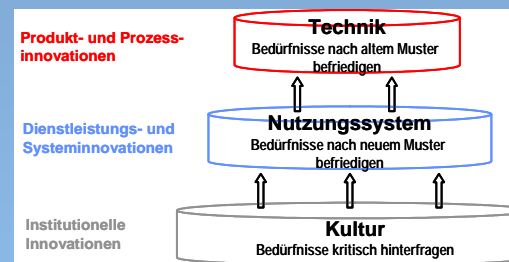 Produkt- und Prozess-
innovationen
Technik
Bedürfnisse nach altem Muster
befriedigen
Dienstleistungs- und
Systeminnovationen
Nutzungssystem
Bedürfnisse nach neuem Muster
befriedigen
Institutionelle
Innovationen
Kultur
Bedürfnisse kritisch hinterfragen